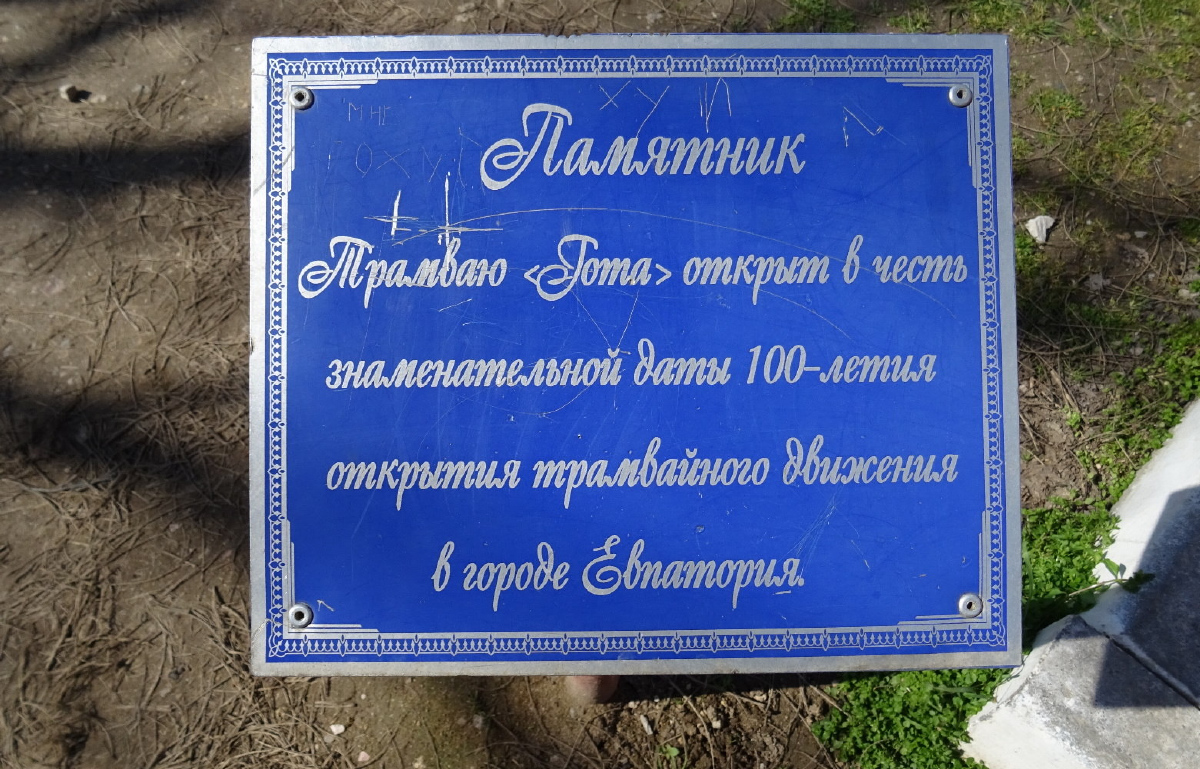 Памятник
Трамваю <Гота> открыт в честь
знаменательной даты 100-летия
открытия трамвайного движения
в городе Евпатория.